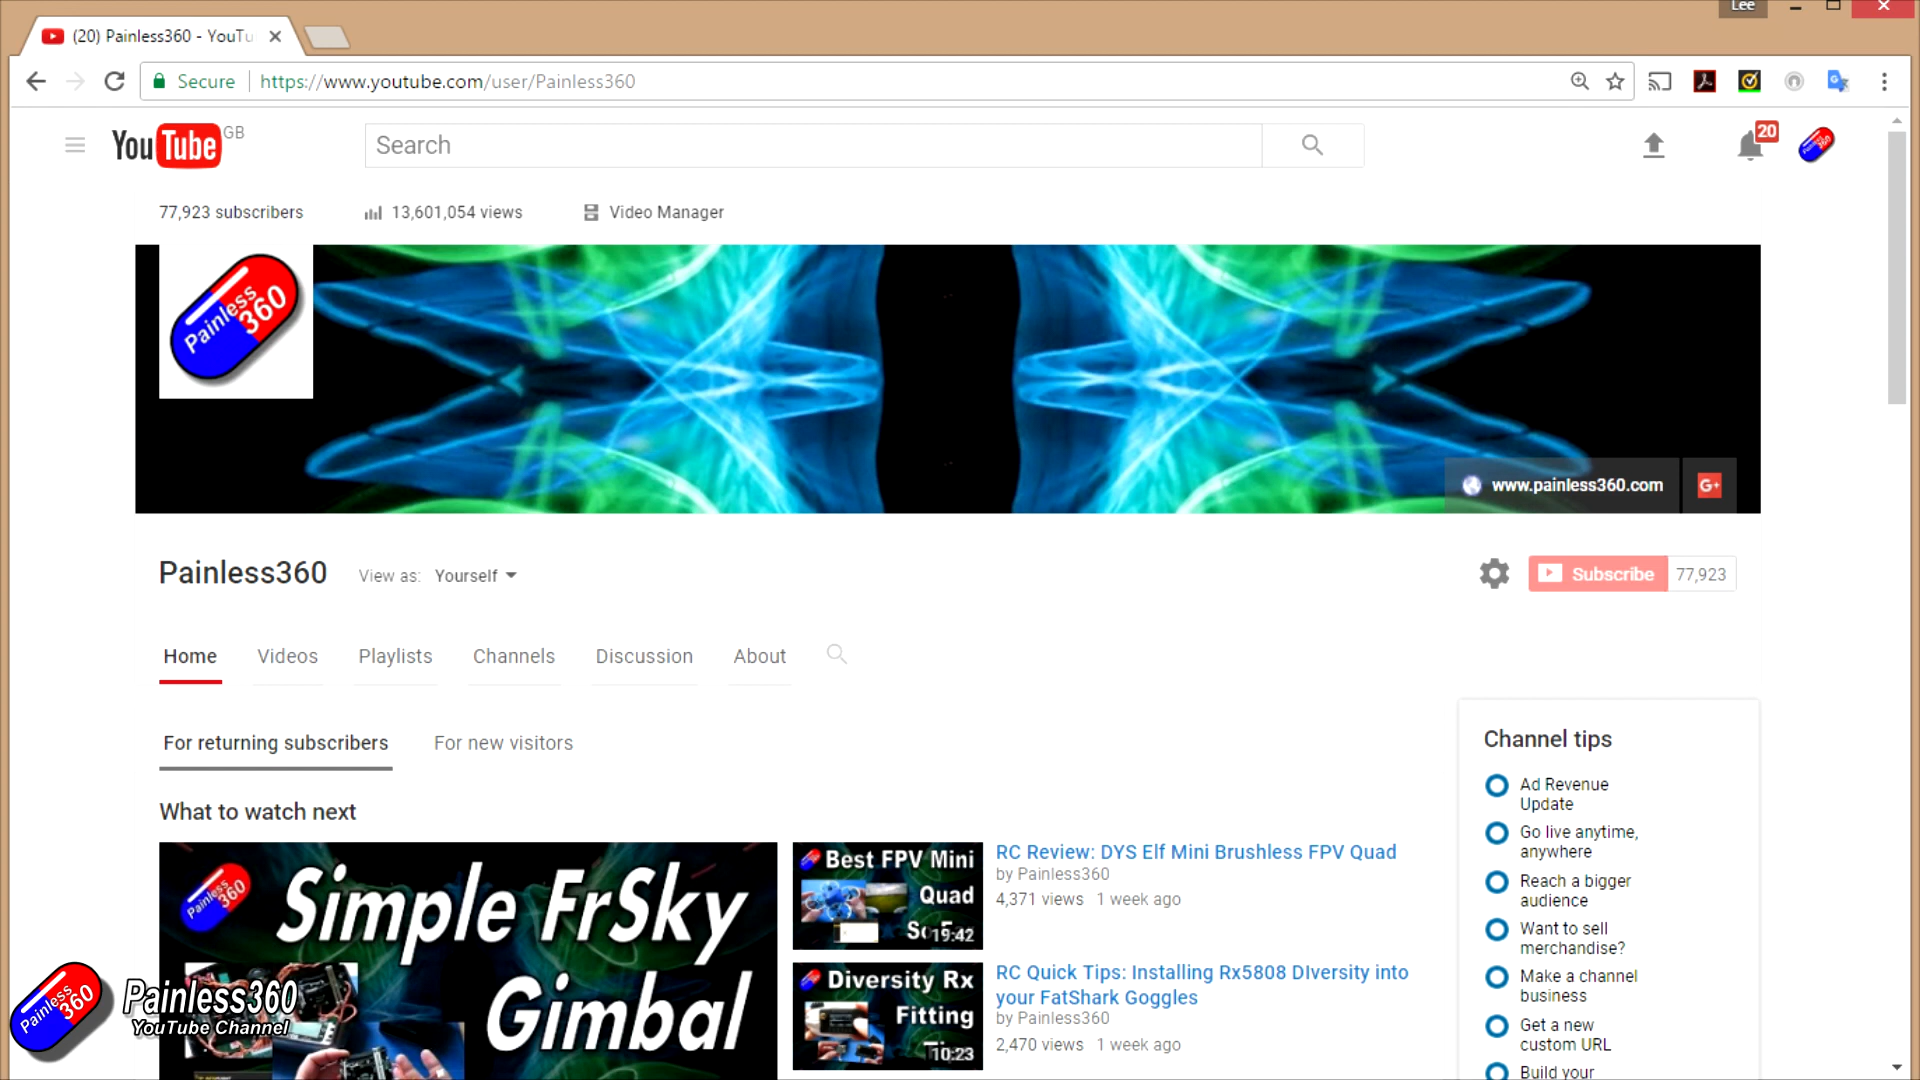 Lee
(20) Painless360 - YouTu
Secure
https://www.youtube.com/user/Painless360
YouTube GB
Search
20
77,923 subscribers
13,601,054 views
Video Manager
Painless 360
www.painless360.com
G+
Painless360
View as: Yourself
Subscribe 77,923
Home
Videos
Playlists
Channels
Discussion
About
For returning subscribers
For new visitors
What to watch next
Painless 360
Simple FrSky
Gimbal
Best FPV Mini
Quad
19:42
RC Review: DYS Elf Mini Brushless FPV Quad
by Painless360
4,371 views 1 week ago
Diversity Rx
Fitting
10:23
RC Quick Tips: Installing Rx5808 DIversity into
your FatShark Goggles
by Painless360
2,470 views 1 week ago
Channel tips
Ad Revenue
Update
Go live anytime,
anywhere
Reach a bigger
audience
Want to sell
merchandise?
Make a channel
business
Get a new
custom URL
Build your
Painless 360
Painless360
YouTube Channel